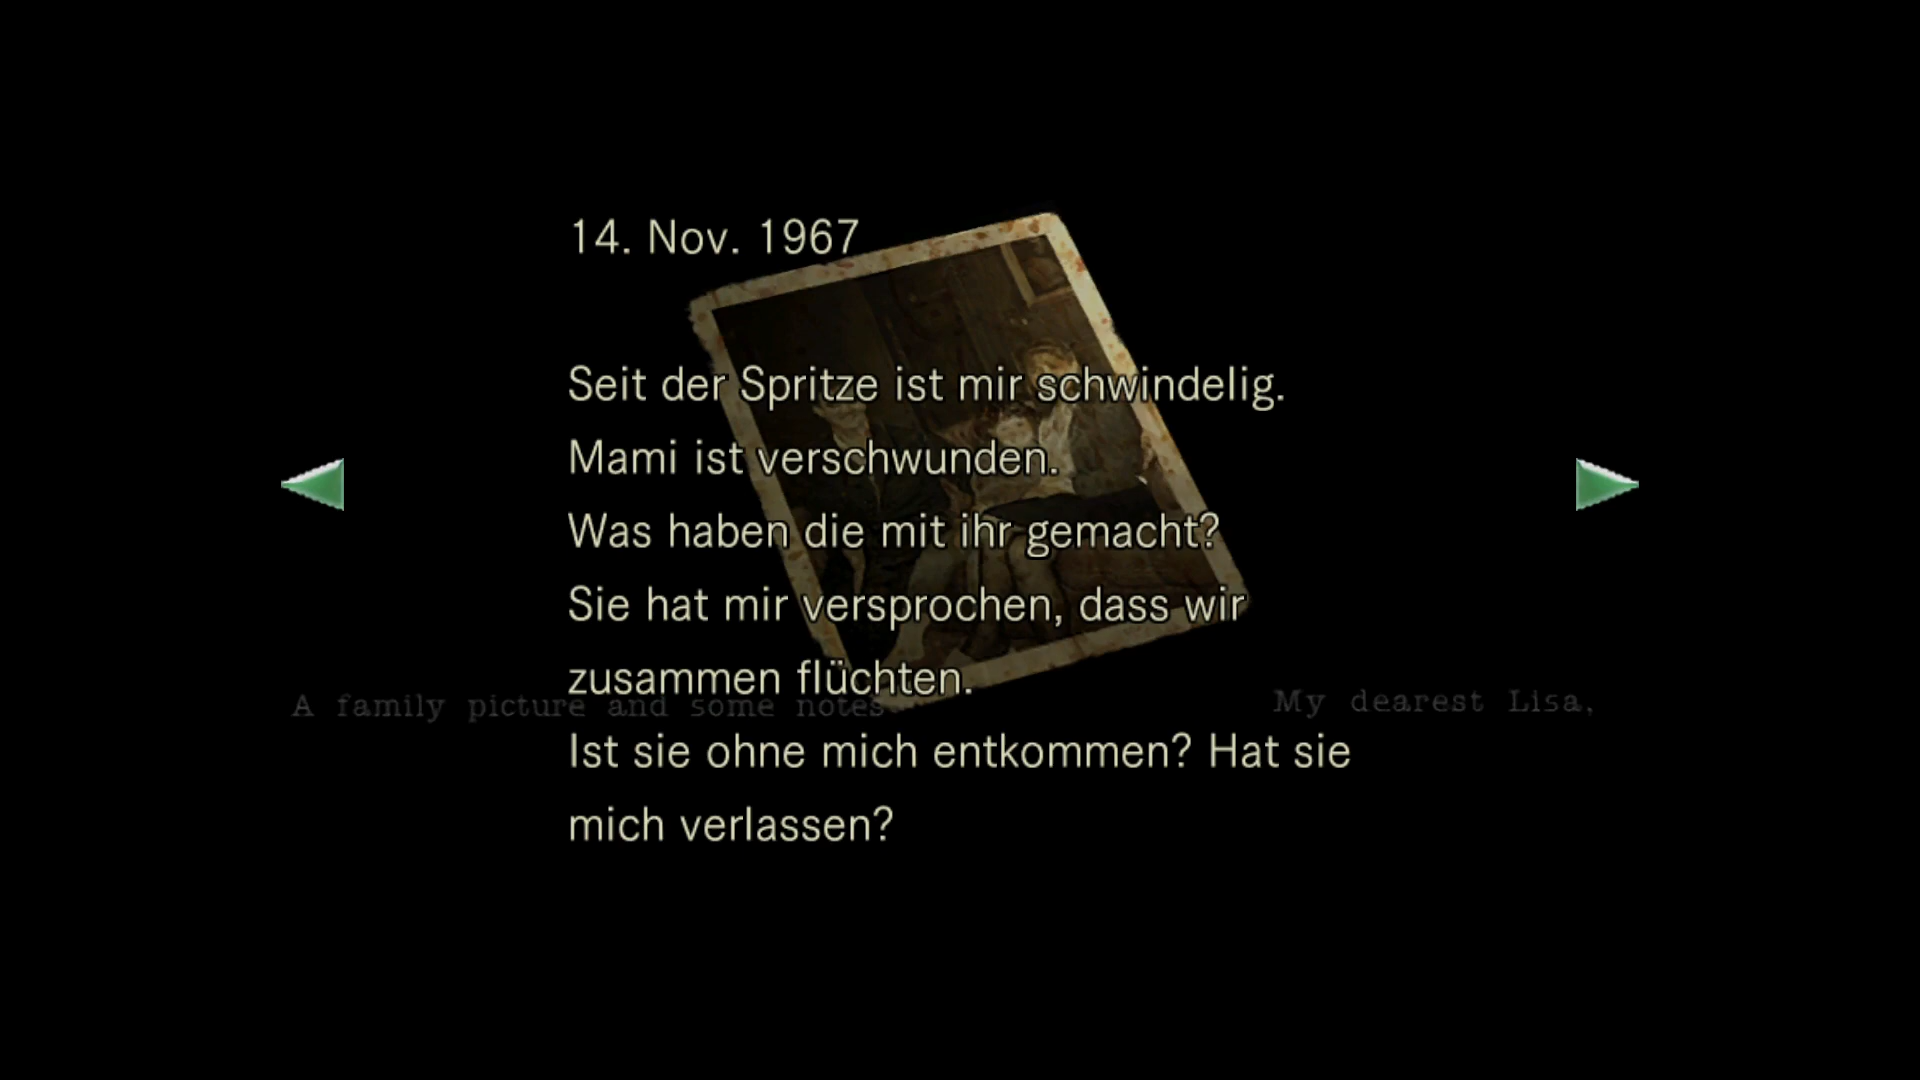 14. Nov. 1967
Seit der Spritze ist mir schwindelig.
Mami ist verschwunden.
Was haben die mit ihr gemacht?
Sie hat mir versprochen, dass wir
zusammen flüchten.
A family picture and some notes
My dearest Lisa,
Ist sie ohne mich entkommen? Hat sie
mich verlassen?